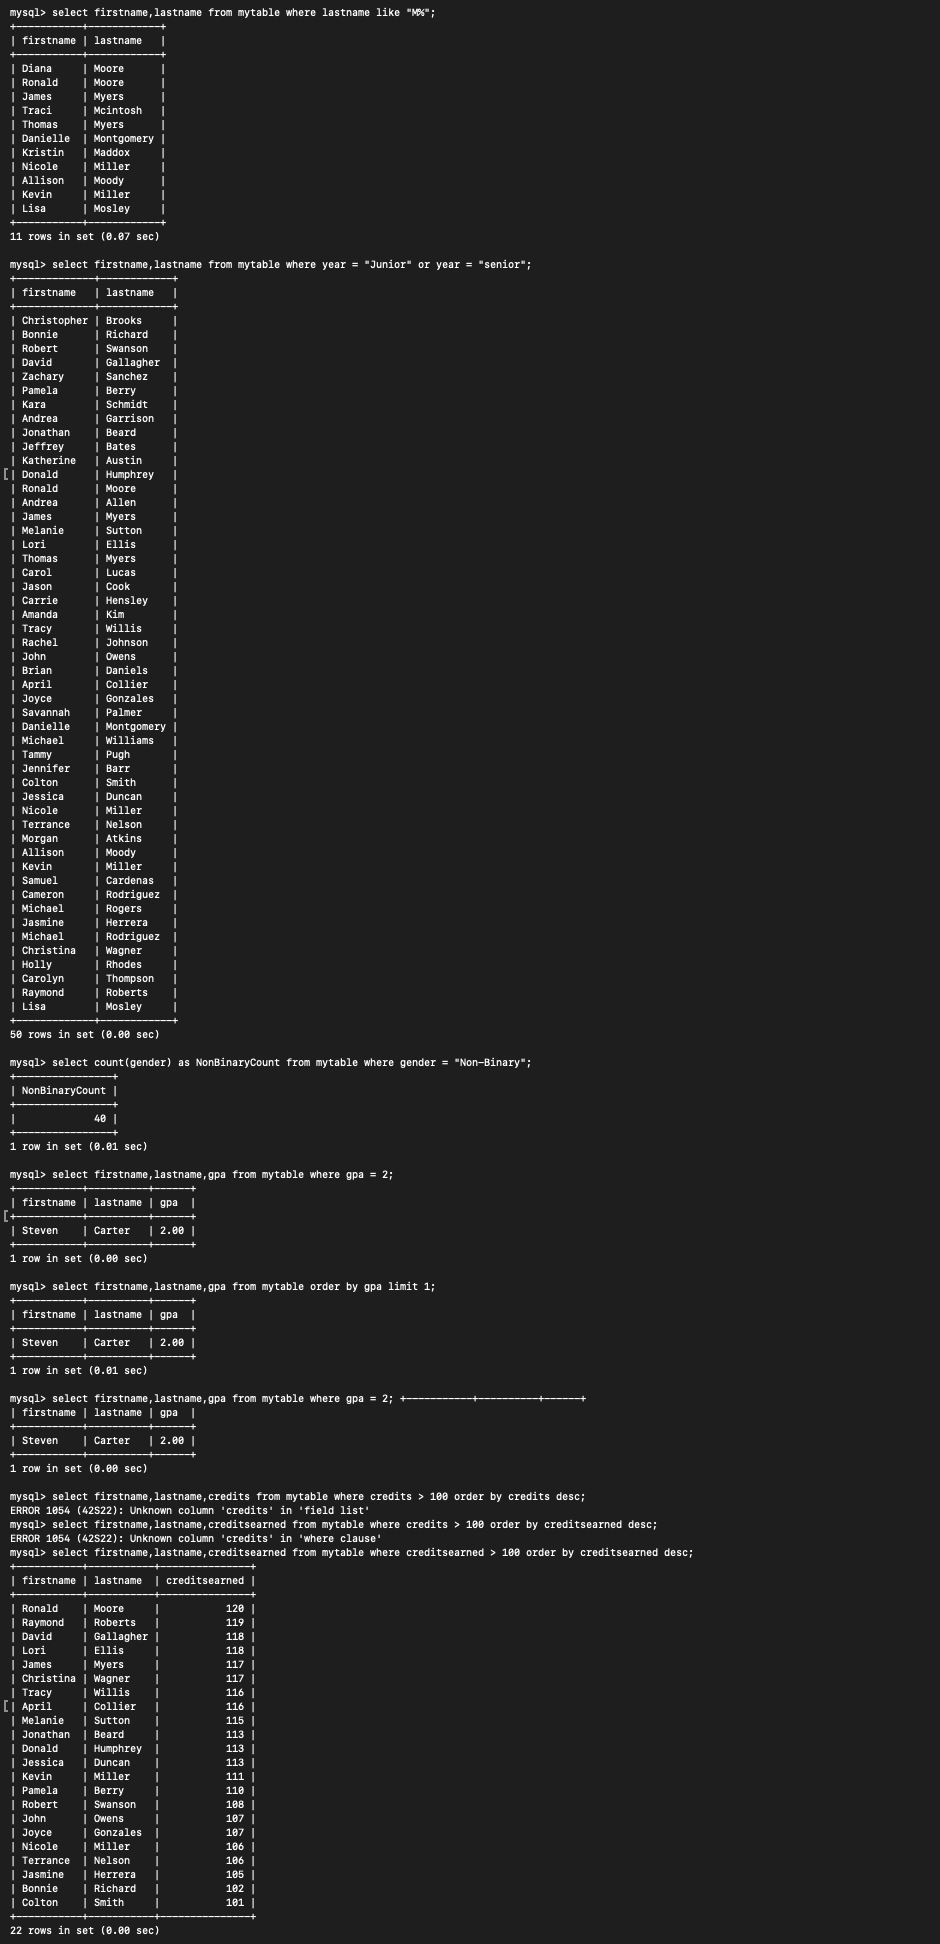 mysql> select firstname,lastname from mytable where lastname like "M%";
+-----------+------------+
| firstname | lastname   |
+-----------+------------+
| Diana     | Moore      |
| Ronald    | Moore      |
| James     | Myers      |
| Traci     | Mcintosh   |
| Thomas    | Myers      |
| Danielle  | Montgomery |
| Kristin   | Maddox     |
| Nicole    | Miller     |
| Allison   | Moody      |
| Kevin     | Miller     |
| Lisa      | Mosley     |
+-----------+------------+
11 rows in set (0.07 sec)
mysql> select firstname,lastname from mytable where year = "Junior" or year = "senior";
+-------------+------------+
| firstname   | lastname   |
+-------------+------------+
| Christopher | Brooks     |
| Bonnie      | Richard    |
| Robert      | Swanson    |
| David       | Gallagher  |
| Zachary     | Sanchez    |
| Pamela      | Berry      |
| Kara        | Schmidt    |
| Andrea      | Garrison   |
| Jonathan    | Beard      |
| Jeffrey     | Bates      |
| Katherine   | Austin     |
[| Donald      | Humphrey   |
| Ronald      | Moore      |
| Andrea      | Allen      |
| James       | Myers      |
| Melanie     | Sutton     |
| Lori        | Ellis      |
| Thomas      | Myers      |
| Carol       | Lucas      |
| Jason       | Cook       |
| Carrie      | Hensley    |
| Amanda      | Kim        |
| Tracy       | Willis     |
| Rachel      | Johnson    |
| John        | Owens      |
| Brian       | Daniels    |
| April       | Collier    |
| Joyce       | Gonzales   |
| Savannah    | Palmer     |
| Danielle    | Montgomery |
| Michael     | Williams   |
| Tammy       | Pugh       |
| Jennifer    | Barr       |
| Colton      | Smith      |
| Jessica     | Duncan     |
| Nicole      | Miller     |
| Terrance    | Nelson     |
| Morgan      | Atkins     |
| Allison     | Moody      |
| Kevin       | Miller     |
| Samuel      | Cardenas   |
| Cameron     | Rodriguez  |
| Michael     | Rogers     |
| Jasmine     | Herrera    |
| Michael     | Rodriguez  |
| Christina   | Wagner     |
| Holly       | Rhodes     |
| Carolyn     | Thompson   |
| Raymond     | Roberts    |
| Lisa        | Mosley     |
+-------------+------------+
50 rows in set (0.00 sec)
mysql> select count(gender) as NonBinaryCount from mytable where gender = "Non-Binary";
+----------------+
| NonBinaryCount |
+----------------+
|             40 |
+----------------+
1 row in set (0.01 sec)
mysql> select firstname,lastname,gpa from mytable where gpa = 2;
+-----------+----------+------+
| firstname | lastname | gpa  |
[+-----------+----------+------+
| Steven    | Carter   | 2.00 |
+-----------+----------+------+
1 row in set (0.00 sec)
mysql> select firstname,lastname,gpa from mytable order by gpa limit 1;
+-----------+----------+------+
| firstname | lastname | gpa  |
+-----------+----------+------+
| Steven    | Carter   | 2.00 |
+-----------+----------+------+
1 row in set (0.01 sec)
mysql> select firstname,lastname,gpa from mytable where gpa = 2; +-----------+----------+------+
| firstname | lastname | gpa  |
+-----------+----------+------+
| Steven    | Carter   | 2.00 |
+-----------+----------+------+
1 row in set (0.00 sec)
mysql> select firstname,lastname,credits from mytable where credits > 100 order by credits desc;
ERROR 1054 (42S22): Unknown column 'credits' in 'field list'
mysql> select firstname,lastname,creditsearned from mytable where credits > 100 order by creditsearned desc;
ERROR 1054 (42S22): Unknown column 'credits' in 'where clause'
mysql> select firstname,lastname,creditsearned from mytable where creditsearned > 100 order by creditsearned desc;
+-----------+-----------+---------------+
| firstname | lastname  | creditsearned |
+-----------+-----------+---------------+
| Ronald    | Moore     |           120 |
| Raymond   | Roberts   |           119 |
| David     | Gallagher |           118 |
| Lori      | Ellis     |           118 |
| James     | Myers     |           117 |
| Christina | Wagner    |           117 |
| Tracy     | Willis    |           116 |
[| April     | Collier   |           116 |
| Melanie   | Sutton    |           115 |
| Jonathan  | Beard     |           113 |
| Donald    | Humphrey  |           113 |
| Jessica   | Duncan    |           113 |
| Kevin     | Miller    |           111 |
| Pamela    | Berry     |           110 |
| Robert    | Swanson   |           108 |
| John      | Owens     |           107 |
| Joyce     | Gonzales  |           107 |
| Nicole    | Miller    |           106 |
| Terrance  | Nelson    |           106 |
| Jasmine   | Herrera   |           105 |
| Bonnie    | Richard   |           102 |
| Colton    | Smith     |           101 |
+-----------+-----------+---------------+
22 rows in set (0.00 sec)